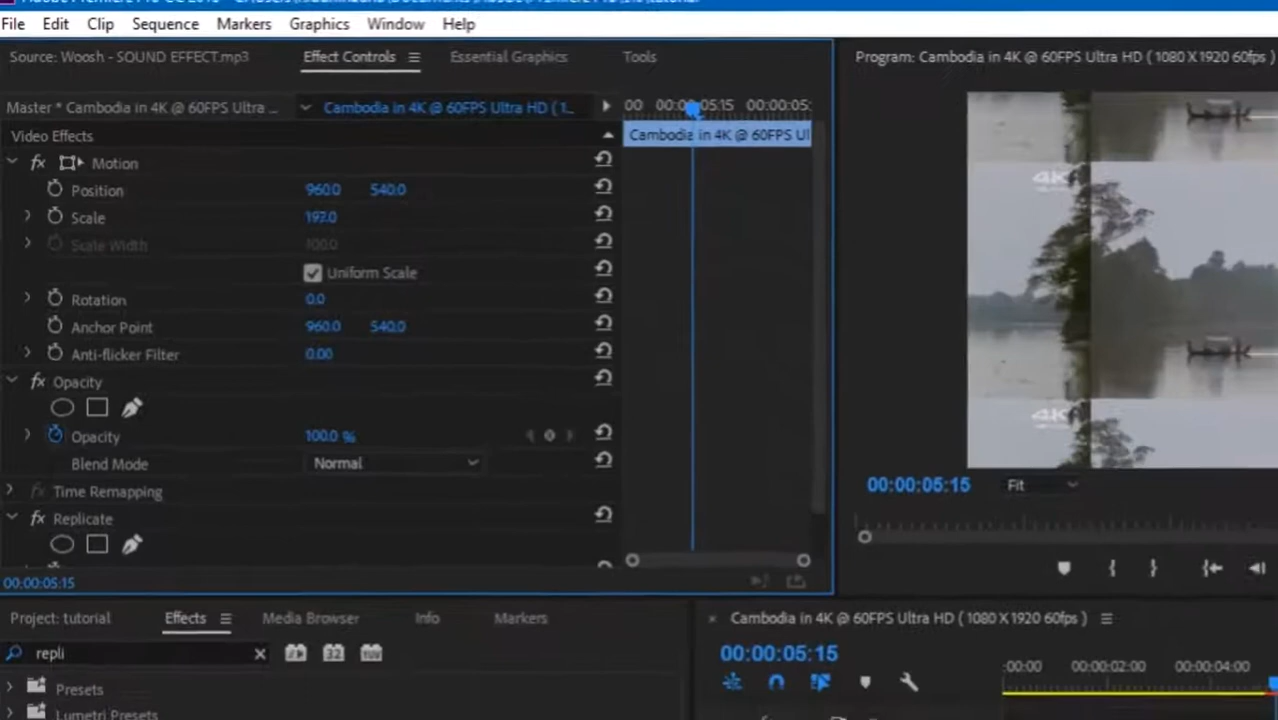 File Edit Clip Sequence Markers Graphics Window Help
Source: Woosh - SOUND EFFECT.mp3 Effect Controls Essential Graphics Tools Program: Cambodia in 4K @ 60FPS Ultra HD ( 1080 X 1920 60fps )
Master * Cambodia in 4K @ 60FPS Ultra ... Cambodia in 4K @ 60FPS Ultra HD ( 1... 00 00:00:05:15 00:00:05:
Video Effects Cambodia in 4K @ 60FPS Ul
fx Motion
Position 960.0 540.0
4K
Scale 197.0
Scale Width 100.0
Uniform Scale
Rotation 0.0
Anchor Point 960.0 540.0
Anti-flicker Filter 0.00
fx Opacity
4K
Opacity 100.0 %
Blend Mode Normal
00:00:05:15 Fit
fx Time Remapping
fx Replicate
00:00:05:15
Project: tutorial Effects Media Browser Info Markers × Cambodia in 4K @ 60FPS Ultra HD ( 1080 X 1920 60fps )
repli 00:00:05:15
:00:00 00:00:02:00 00:00:04:00
Presets
Lumetri Presets